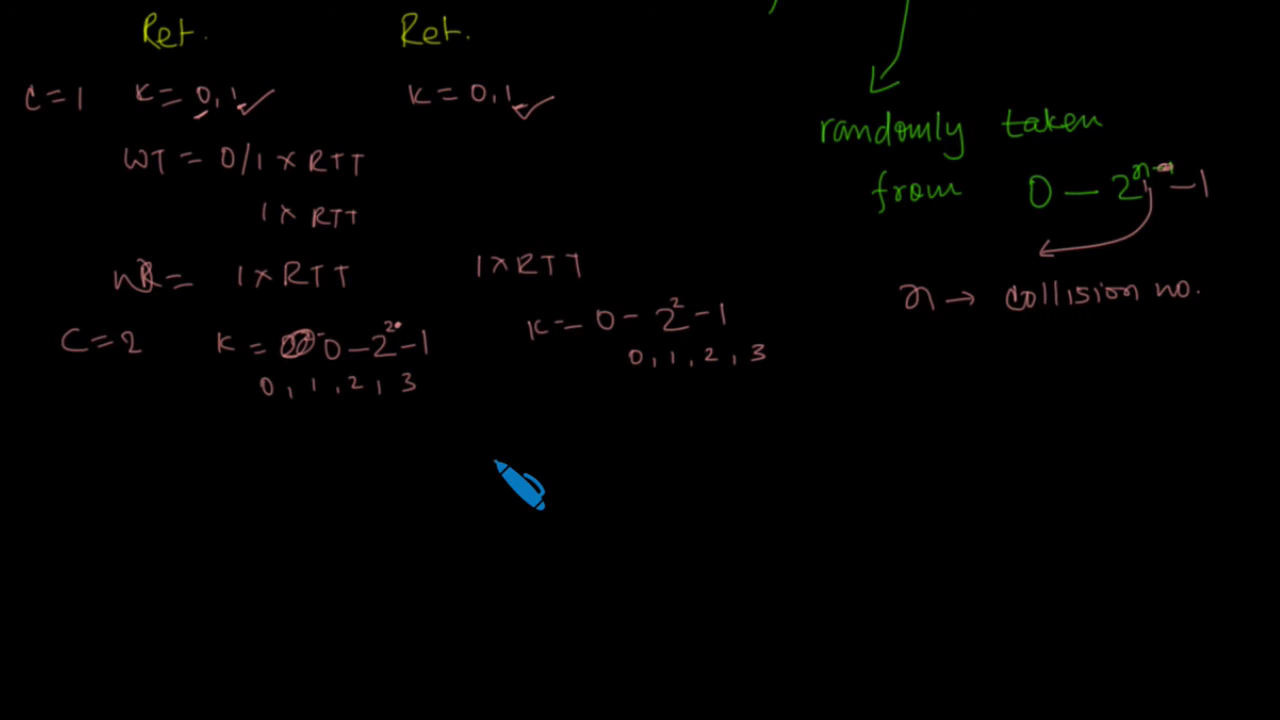 Ret. Ret.
C=1 K= 0,1 K= 0,1
WT = 0/1 × RTT
1× RTT
= 1×RTT 1×RTT
C=2 K = 0-2²-1 K= 0-2²-1
0,1,2,3 0,1,2,3
randomly taken
from 0 — 2ⁿ -1
n → collision no.